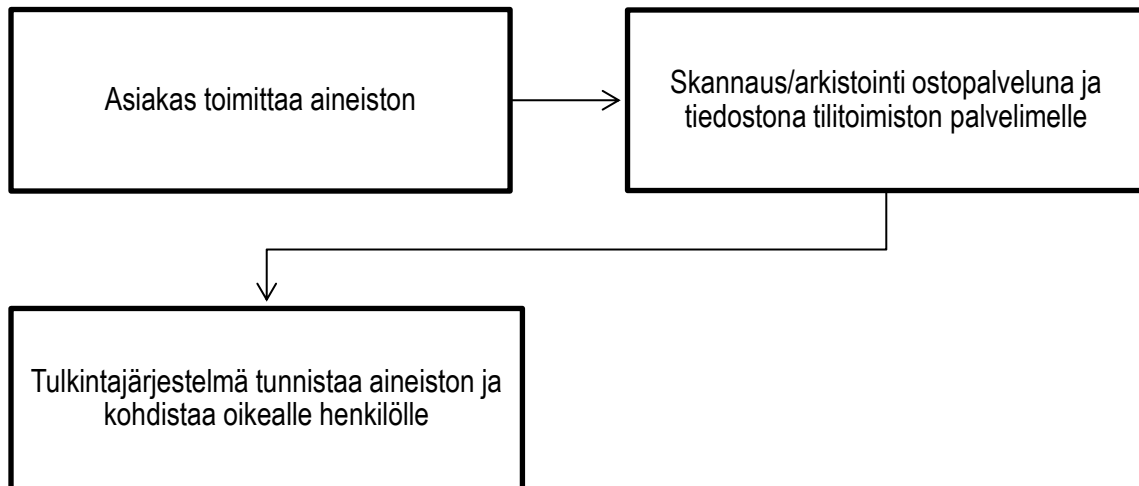 Asiakas toimittaa aineiston
Skannaus/arkistointi ostopalveluna ja
tiedostona tilitoimiston palvelimelle
Tulkintajärjestelmä tunnistaa aineiston ja
kohdistaa oikealle henkilölle